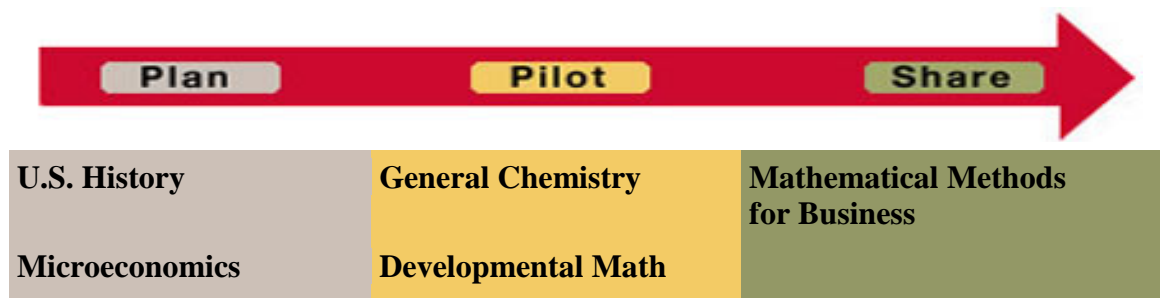 Plan Pilot Share
U.S. History
General Chemistry
Mathematical Methods
for Business
Microeconomics
Developmental Math